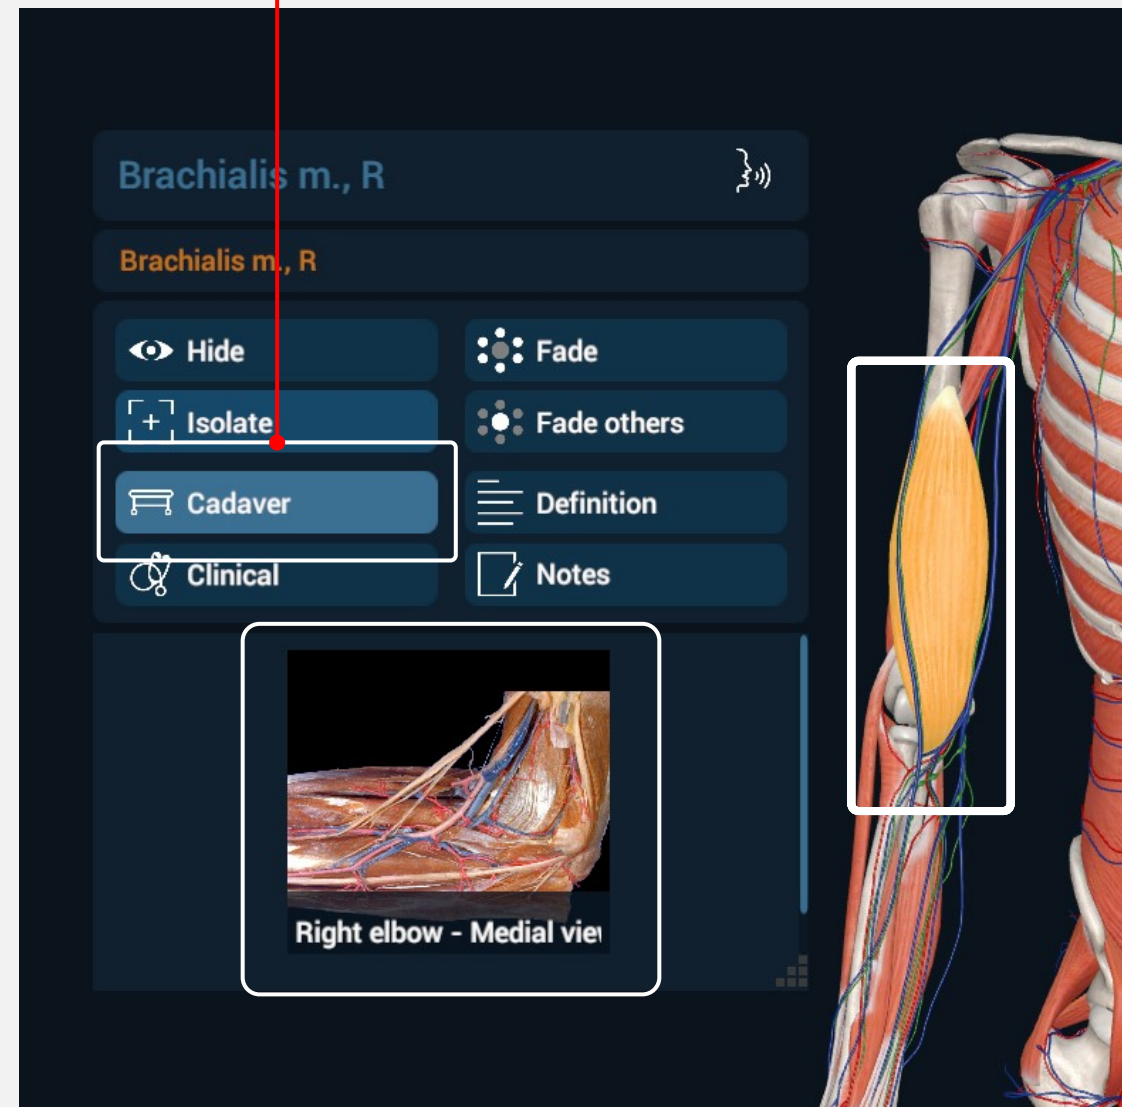 Brachialis m., R
Brachialis m., R
Hide
Fade
Isolate
Fade others
Cadaver
Definition
Clinical
Notes
Right elbow - Medial vie